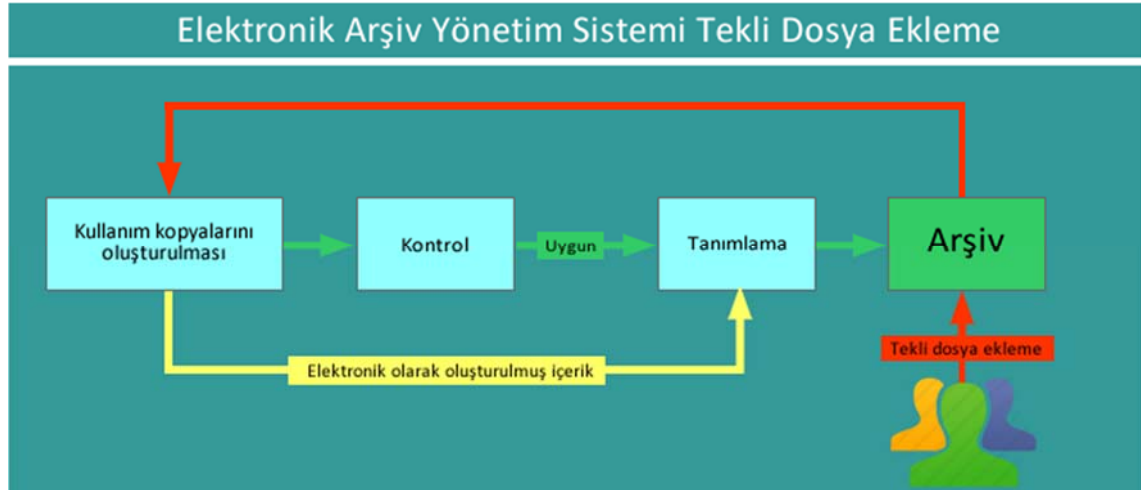 Elektronik Arşiv Yönetim Sistemi Tekli Dosya Ekleme
Kullanım kopyalarını
oluşturulması
Kontrol
Uygun
Tanımlama
Arşiv
Tekli dosya ekleme
Elektronik olarak oluşturulmuş içerik